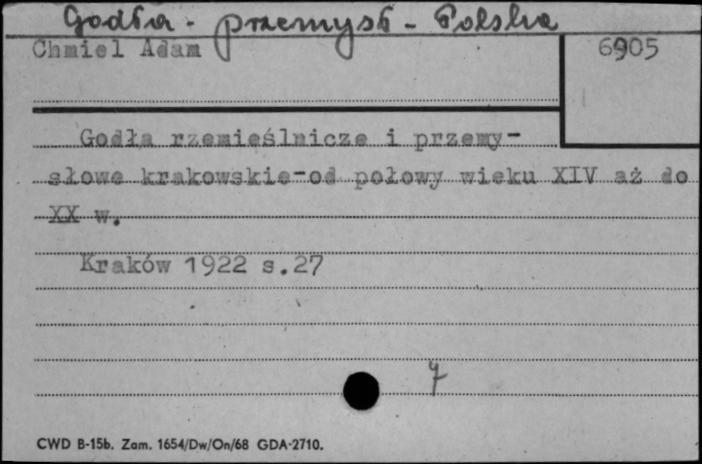 Godła - przemysł - Polska
Chmiel Adam
6905
Godła rzemieślnicze i przemy-
słowe krakowskie-od połowy wieku XIV aż do
XX w.
Kraków 1922 s.27
7
CWD B-15b. Zam. 1654/Dw/On/68 GDA-2710.